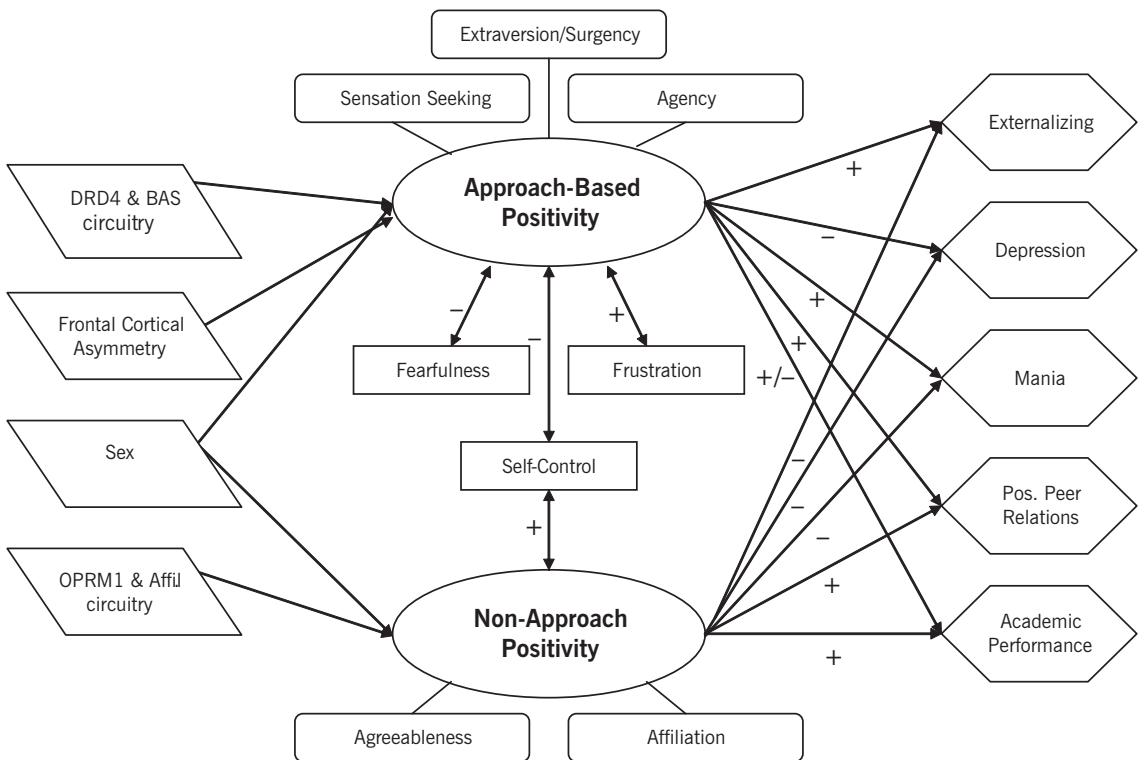 Extraversion/Surgency
Sensation Seeking
Agency
Externalizing
Approach-Based
Positivity
DRD4 & BAS
circuitry
+
–
Depression
Frontal Cortical
Asymmetry
–
+
+
–
+
Fearfulness
Frustration
+/–
Mania
Sex
Self-Control
–
–
Pos. Peer
Relations
+
–
OPRM1 & Affil
circuitry
+
Non-Approach
Positivity
Academic
Performance
+
Agreeableness
Affiliation